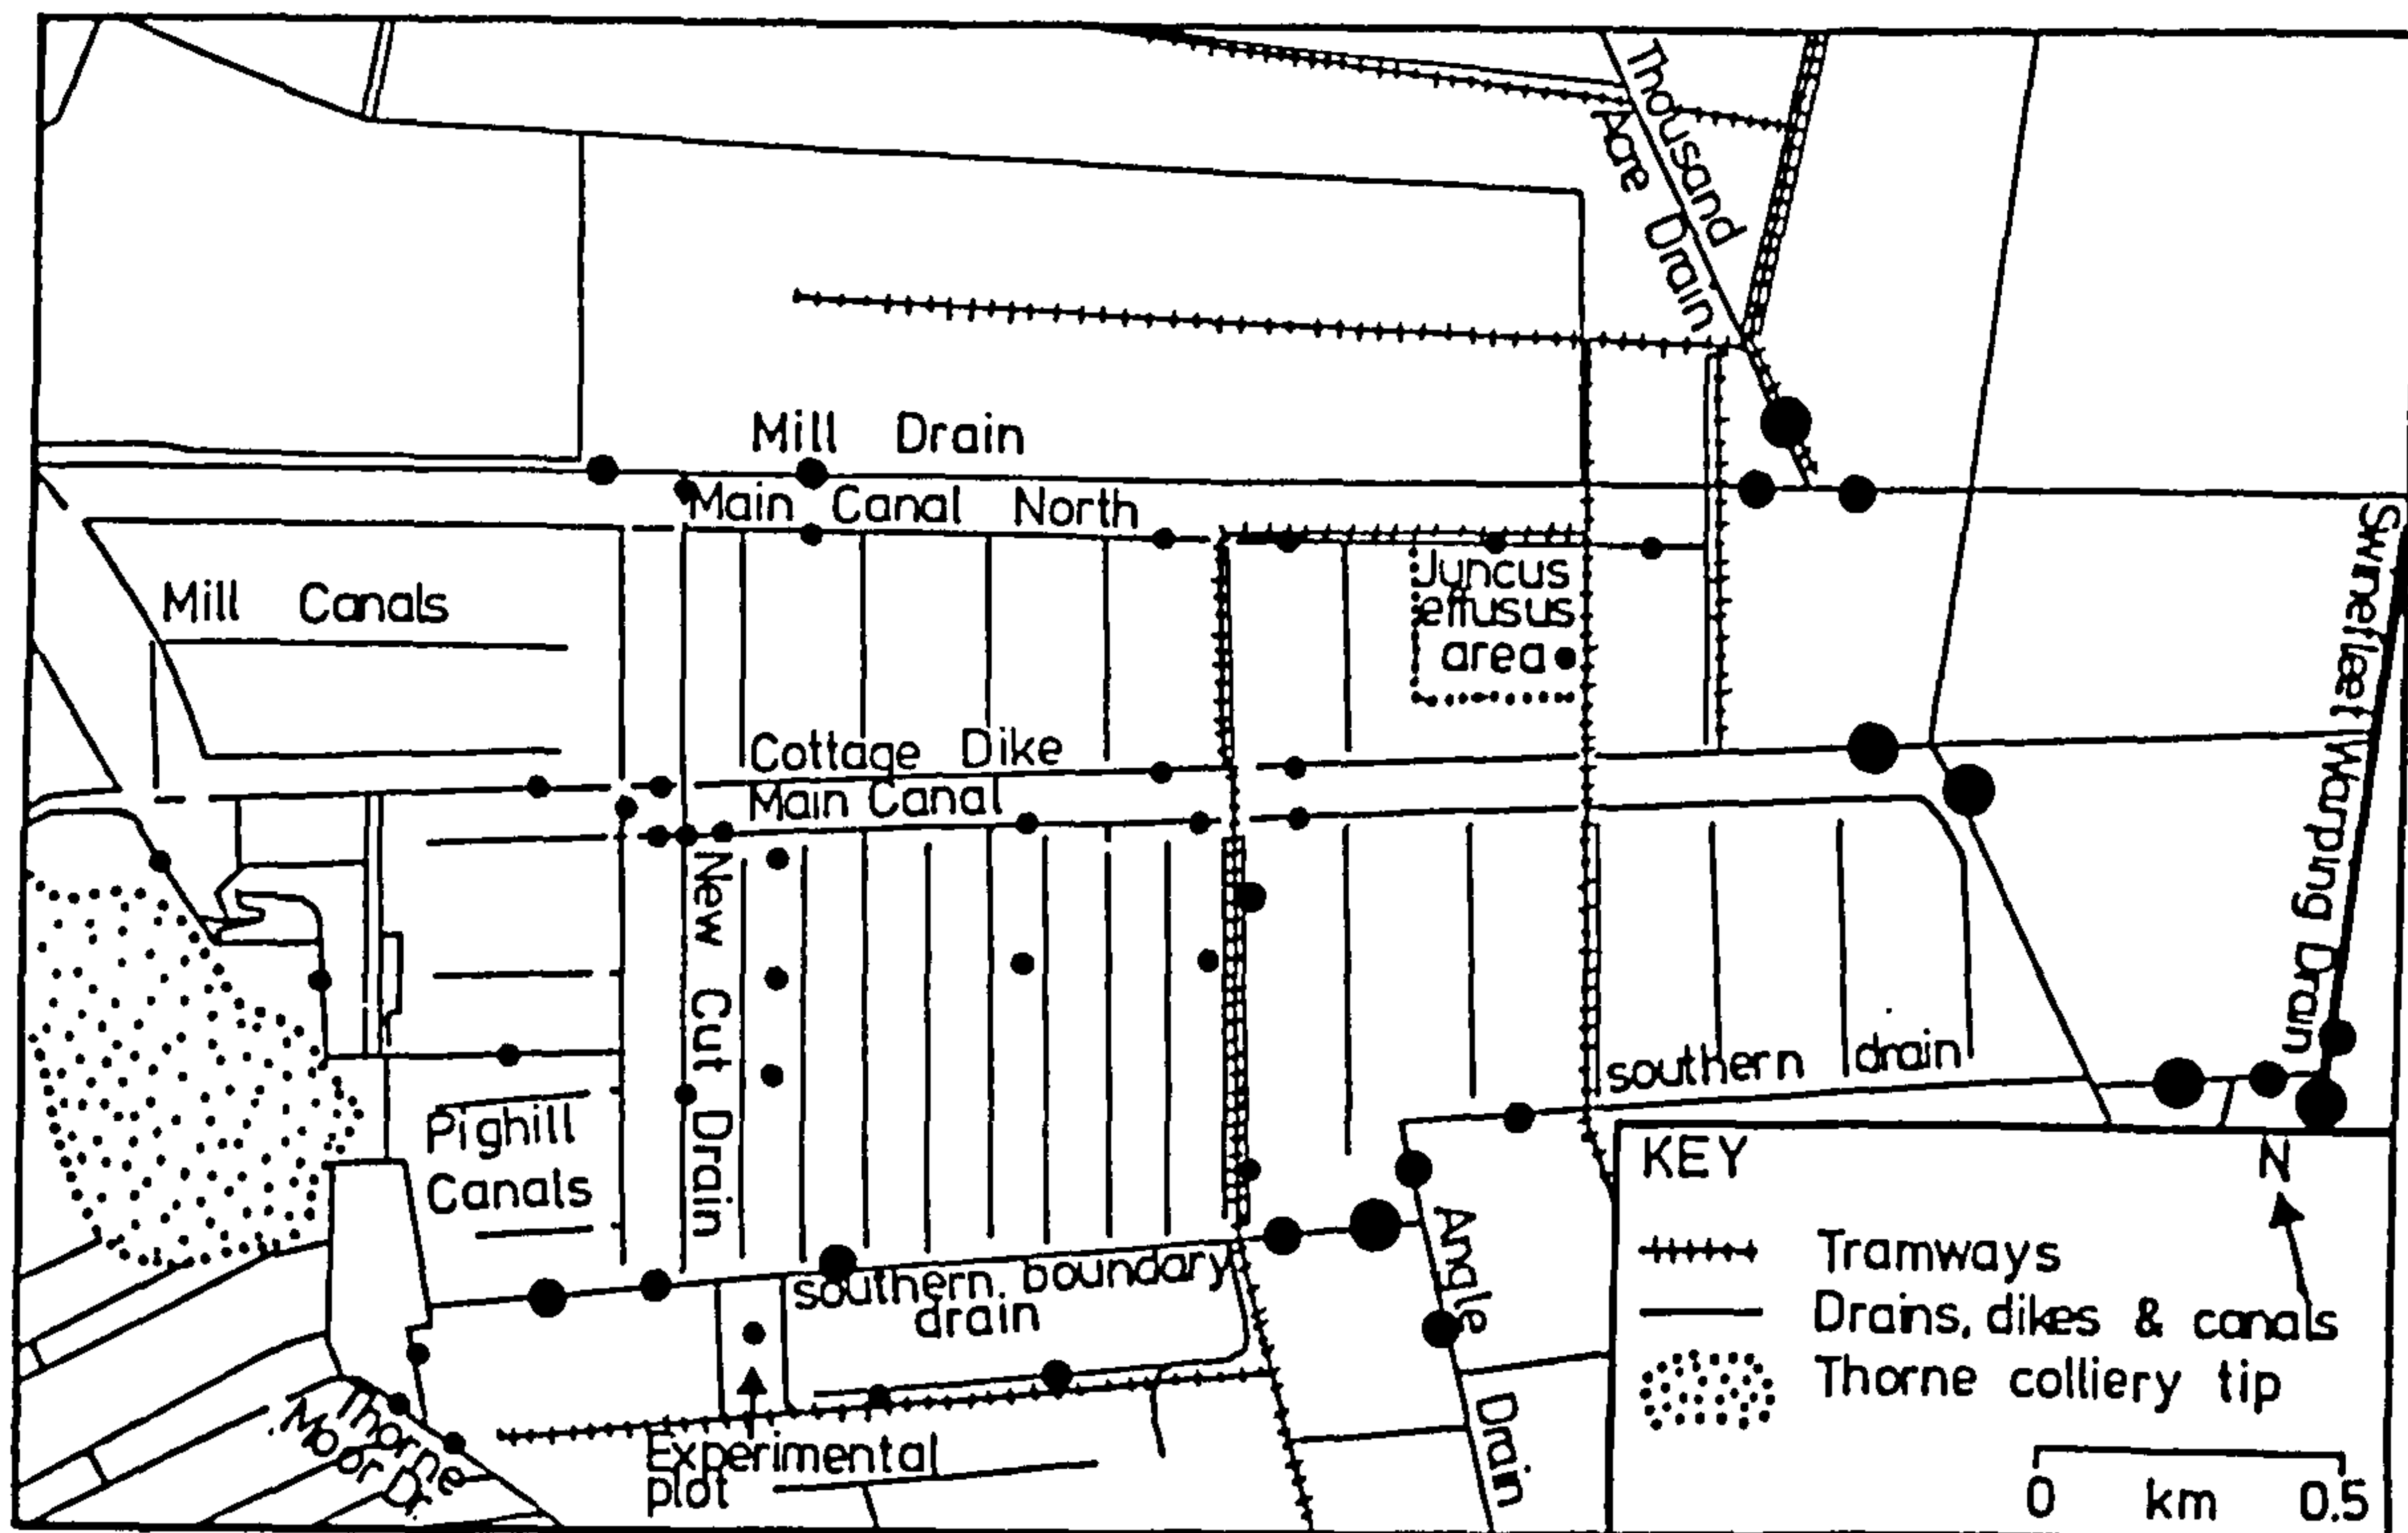 Thousand
Acre Drain
Mill Drain
Main Canal North
Juncus
effusus
area
Mill Canals
Swinefleet Warping Drain
Cottage Dike
Main Canal
New Cut Drain
southern drain
Pighill
Canals
Angle Drain
southern boundary
drain
Experimental
plot
Thorne
Moor Dr.
KEY
N
Tramways
Drains, dikes & canals
Thorne colliery tip
0 km 0.5